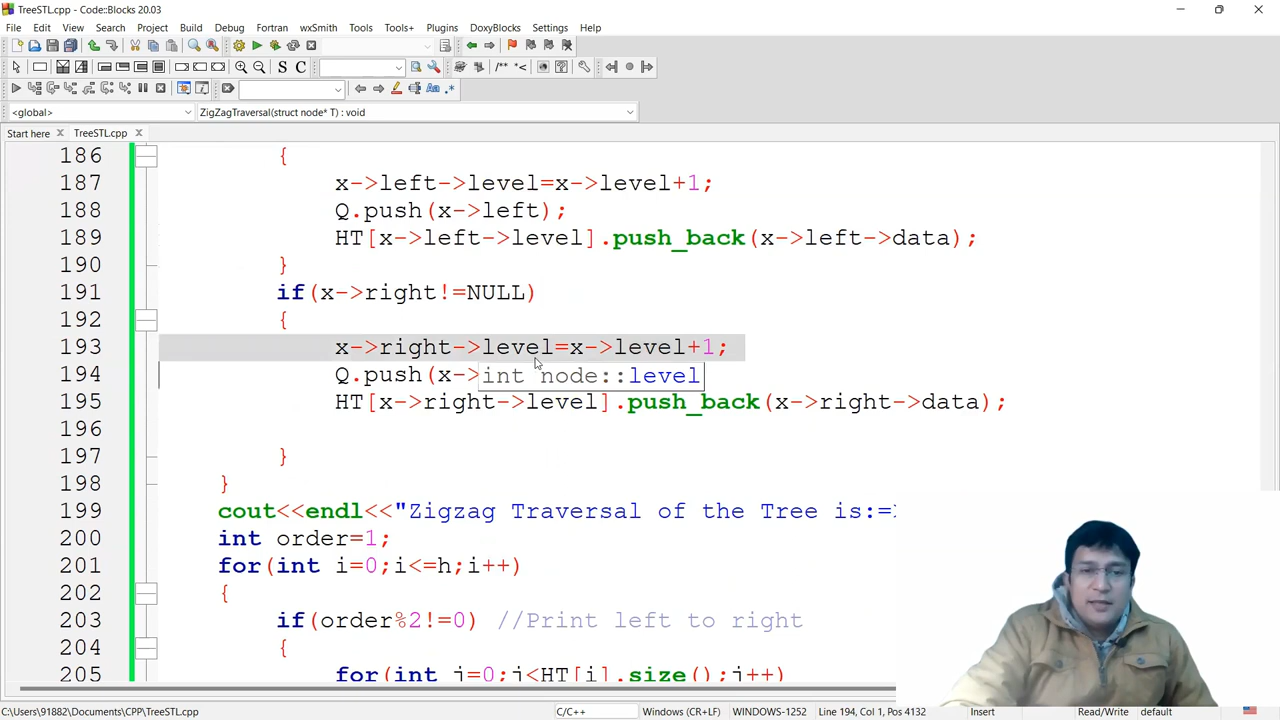 TreeSTL.cpp - Code::Blocks 20.03
File Edit View Search Project Build Debug Fortran wxSmith Tools Tools+ Plugins DoxyBlocks Settings Help
S C /** *<
Aa .*
<global> ZigZagTraversal(struct node* T) : void
Start here TreeSTL.cpp
186 {
187 x->left->level=x->level+1;
188 Q.push(x->left);
189 HT[x->left->level].push_back(x->left->data);
190 }
191 if(x->right!=NULL)
192 {
193 x->right->level=x->level+1;
194 Q.push(x-> int node::level
195 HT[x->right->level].push_back(x->right->data);
196
197 }
198 }
199 cout<<endl<<"Zigzag Traversal of the Tree is:=
200 int order=1;
201 for(int i=0;i<=h;i++)
202 {
203 if(order%2!=0) //Print left to right
204 {
205 for(int j=0;j<HT[i].size();j++)
C:\Users\91882\Documents\CPP\TreeSTL.cpp C/C++ Windows (CR+LF) WINDOWS-1252 Line 194, Col 1, Pos 4132 Insert Read/Write default